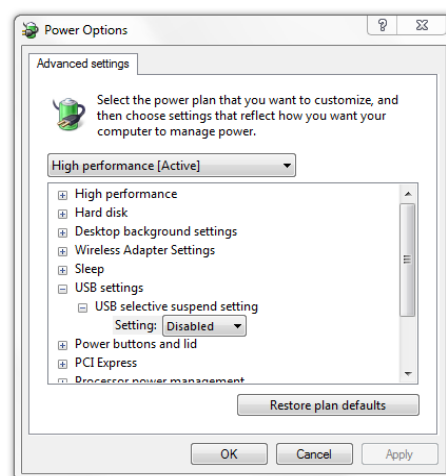 Power Options
Advanced settings
Select the power plan that you want to customize, and
then choose settings that reflect how you want your
computer to manage power.
High performance [Active]
High performance
Hard disk
Desktop background settings
Wireless Adapter Settings
Sleep
USB settings
USB selective suspend setting
Setting: Disabled
Power buttons and lid
PCI Express
Processor power management
Restore plan defaults
OK Cancel Apply